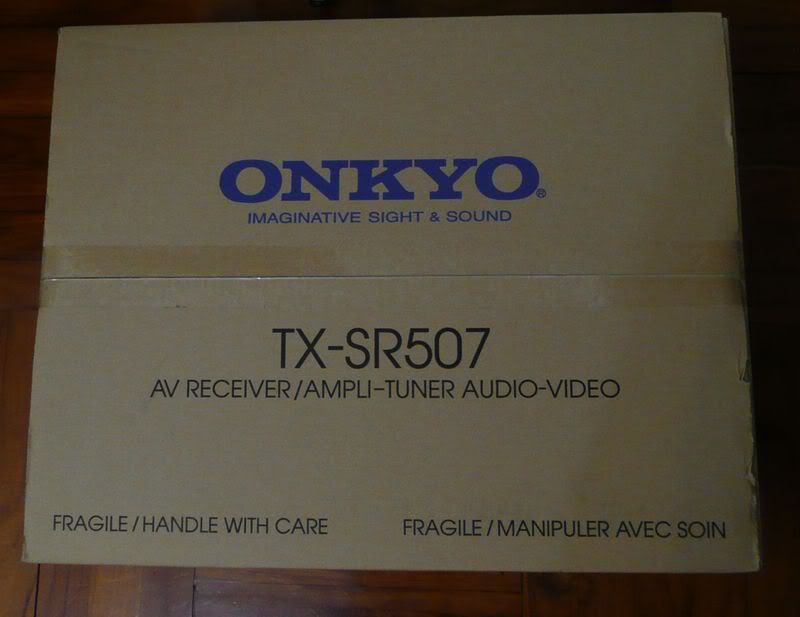 ONKYO®
IMAGINATIVE SIGHT & SOUND
TX-SR507
AV RECEIVER/AMPLI-TUNER AUDIO-VIDEO
FRAGILE/HANDLE WITH CARE
FRAGILE/MANIPULER AVEC SOIN